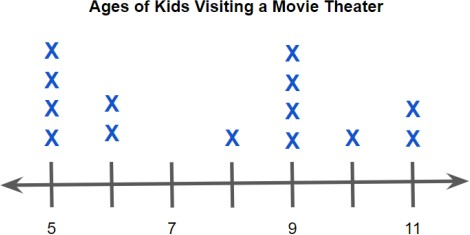 Ages of Kids Visiting a Movie Theater
X X
X X
X X X X
X X X X X X
5 7 9 11